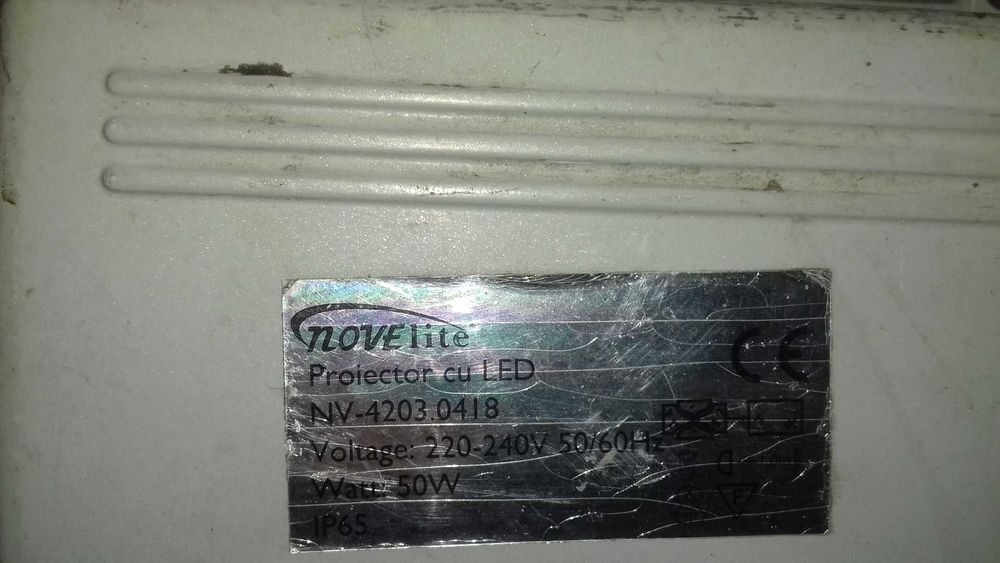 NOVElite
Proiector cu LED
NV-4203.0418
Voltage: 220-240V 50/60Hz
Watt: 50W
IP65
CE
F